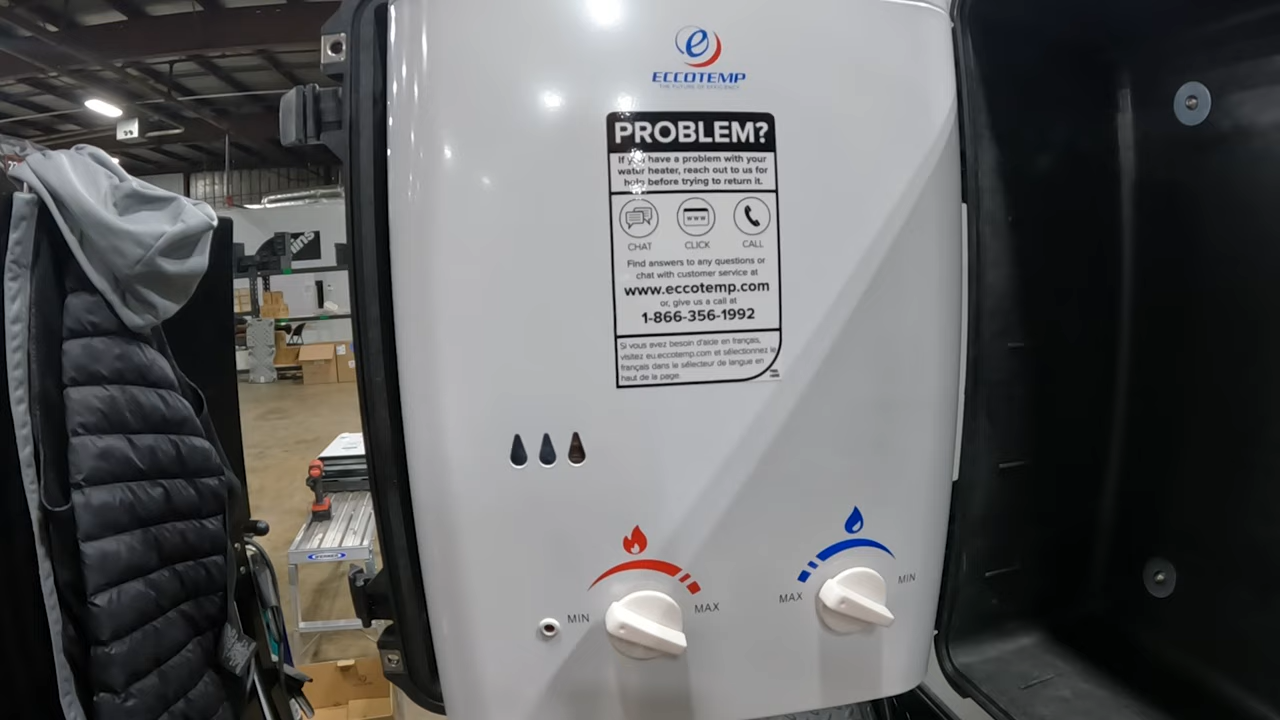 ECCOTEMP
THE FUTURE OF EFFICIENCY
PROBLEM?
If you have a problem with your
water heater, reach out to us for
help before trying to return it.
www
CHAT CLICK CALL
Find answers to any questions or
chat with customer service at
www.eccotemp.com
or, give us a call at
1-866-356-1992
Si vous avez besoin d'aide en français,
visitez eu.eccotemp.com et sélectionnez le
français dans le sélecteur de langue en
haut de la page.
MIN MAX
MAX MIN
WERNER